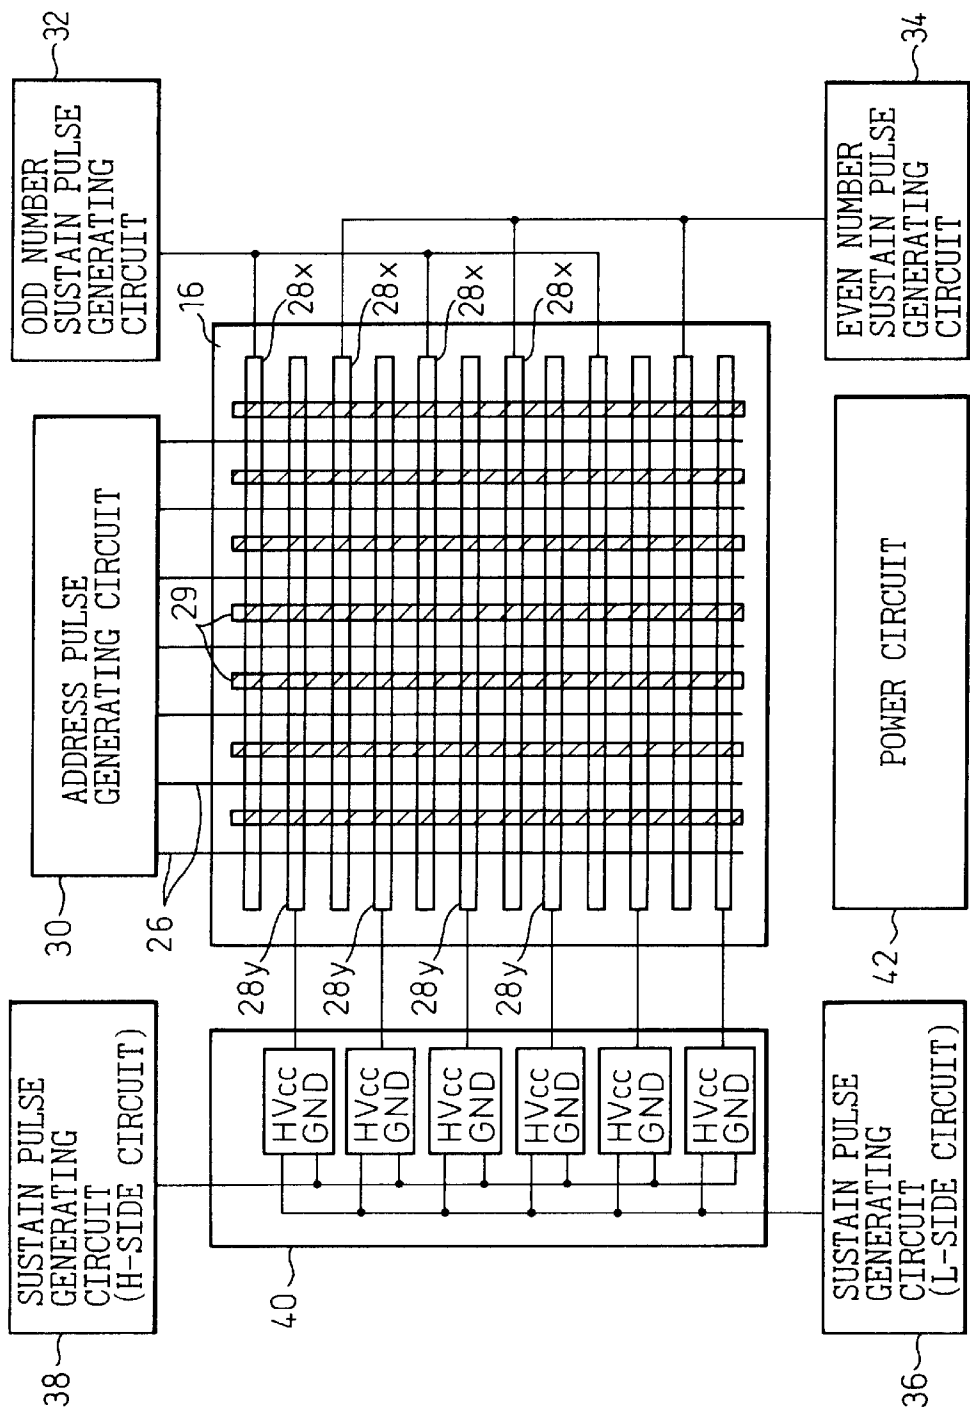 38
SUSTAIN PULSE
GENERATING
CIRCUIT
(H-SIDE CIRCUIT)
30
ADDRESS PULSE
GENERATING CIRCUIT
32
ODD NUMBER
SUSTAIN PULSE
GENERATING
CIRCUIT
26
29
16
28x
28x
28x
28x
28y
28y
28y
28y
40
HVcc
GND
HVcc
GND
HVcc
GND
HVcc
GND
HVcc
GND
HVcc
GND
36
SUSTAIN PULSE
GENERATING
CIRCUIT
(L-SIDE CIRCUIT)
42
POWER CIRCUIT
34
EVEN NUMBER
SUSTAIN PULSE
GENERATING
CIRCUIT